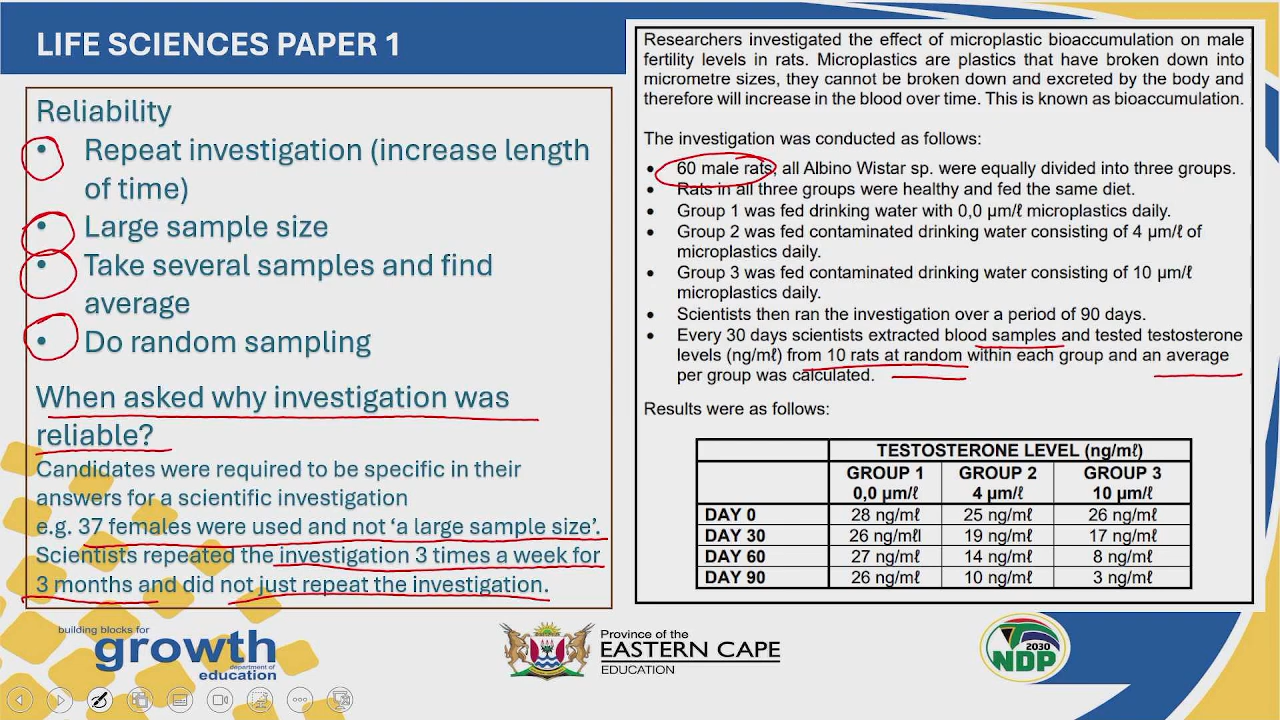 LIFE SCIENCES PAPER 1
Reliability
• Repeat investigation (increase length
of time)
• Large sample size
• Take several samples and find
average
• Do random sampling
When asked why investigation was
reliable?
Candidates were required to be specific in their
answers for a scientific investigation
e.g. 37 females were used and not ‘a large sample size’.
Scientists repeated the investigation 3 times a week for
3 months and did not just repeat the investigation.
Researchers investigated the effect of microplastic bioaccumulation on male
fertility levels in rats. Microplastics are plastics that have broken down into
micrometre sizes, they cannot be broken down and excreted by the body and
therefore will increase in the blood over time. This is known as bioaccumulation.
The investigation was conducted as follows:
• 60 male rats, all Albino Wistar sp. were equally divided into three groups.
• Rats in all three groups were healthy and fed the same diet.
• Group 1 was fed drinking water with 0,0 µm/ℓ microplastics daily.
• Group 2 was fed contaminated drinking water consisting of 4 µm/ℓ of
microplastics daily.
• Group 3 was fed contaminated drinking water consisting of 10 µm/ℓ
microplastics daily.
• Scientists then ran the investigation over a period of 90 days.
• Every 30 days scientists extracted blood samples and tested testosterone
levels (ng/mℓ) from 10 rats at random within each group and an average
per group was calculated.
Results were as follows:
TESTOSTERONE LEVEL (ng/mℓ)
GROUP 1 GROUP 2 GROUP 3
0,0 µm/ℓ 4 µm/ℓ 10 µm/ℓ
DAY 0 28 ng/mℓ 25 ng/mℓ 26 ng/mℓ
DAY 30 26 ng/mℓl 19 ng/mℓ 17 ng/mℓ
DAY 60 27 ng/mℓ 14 ng/mℓ 8 ng/mℓ
DAY 90 26 ng/mℓ 10 ng/mℓ 3 ng/mℓ
building blocks for
growth
department of
education
Province of the
EASTERN CAPE
EDUCATION
2030
NDP